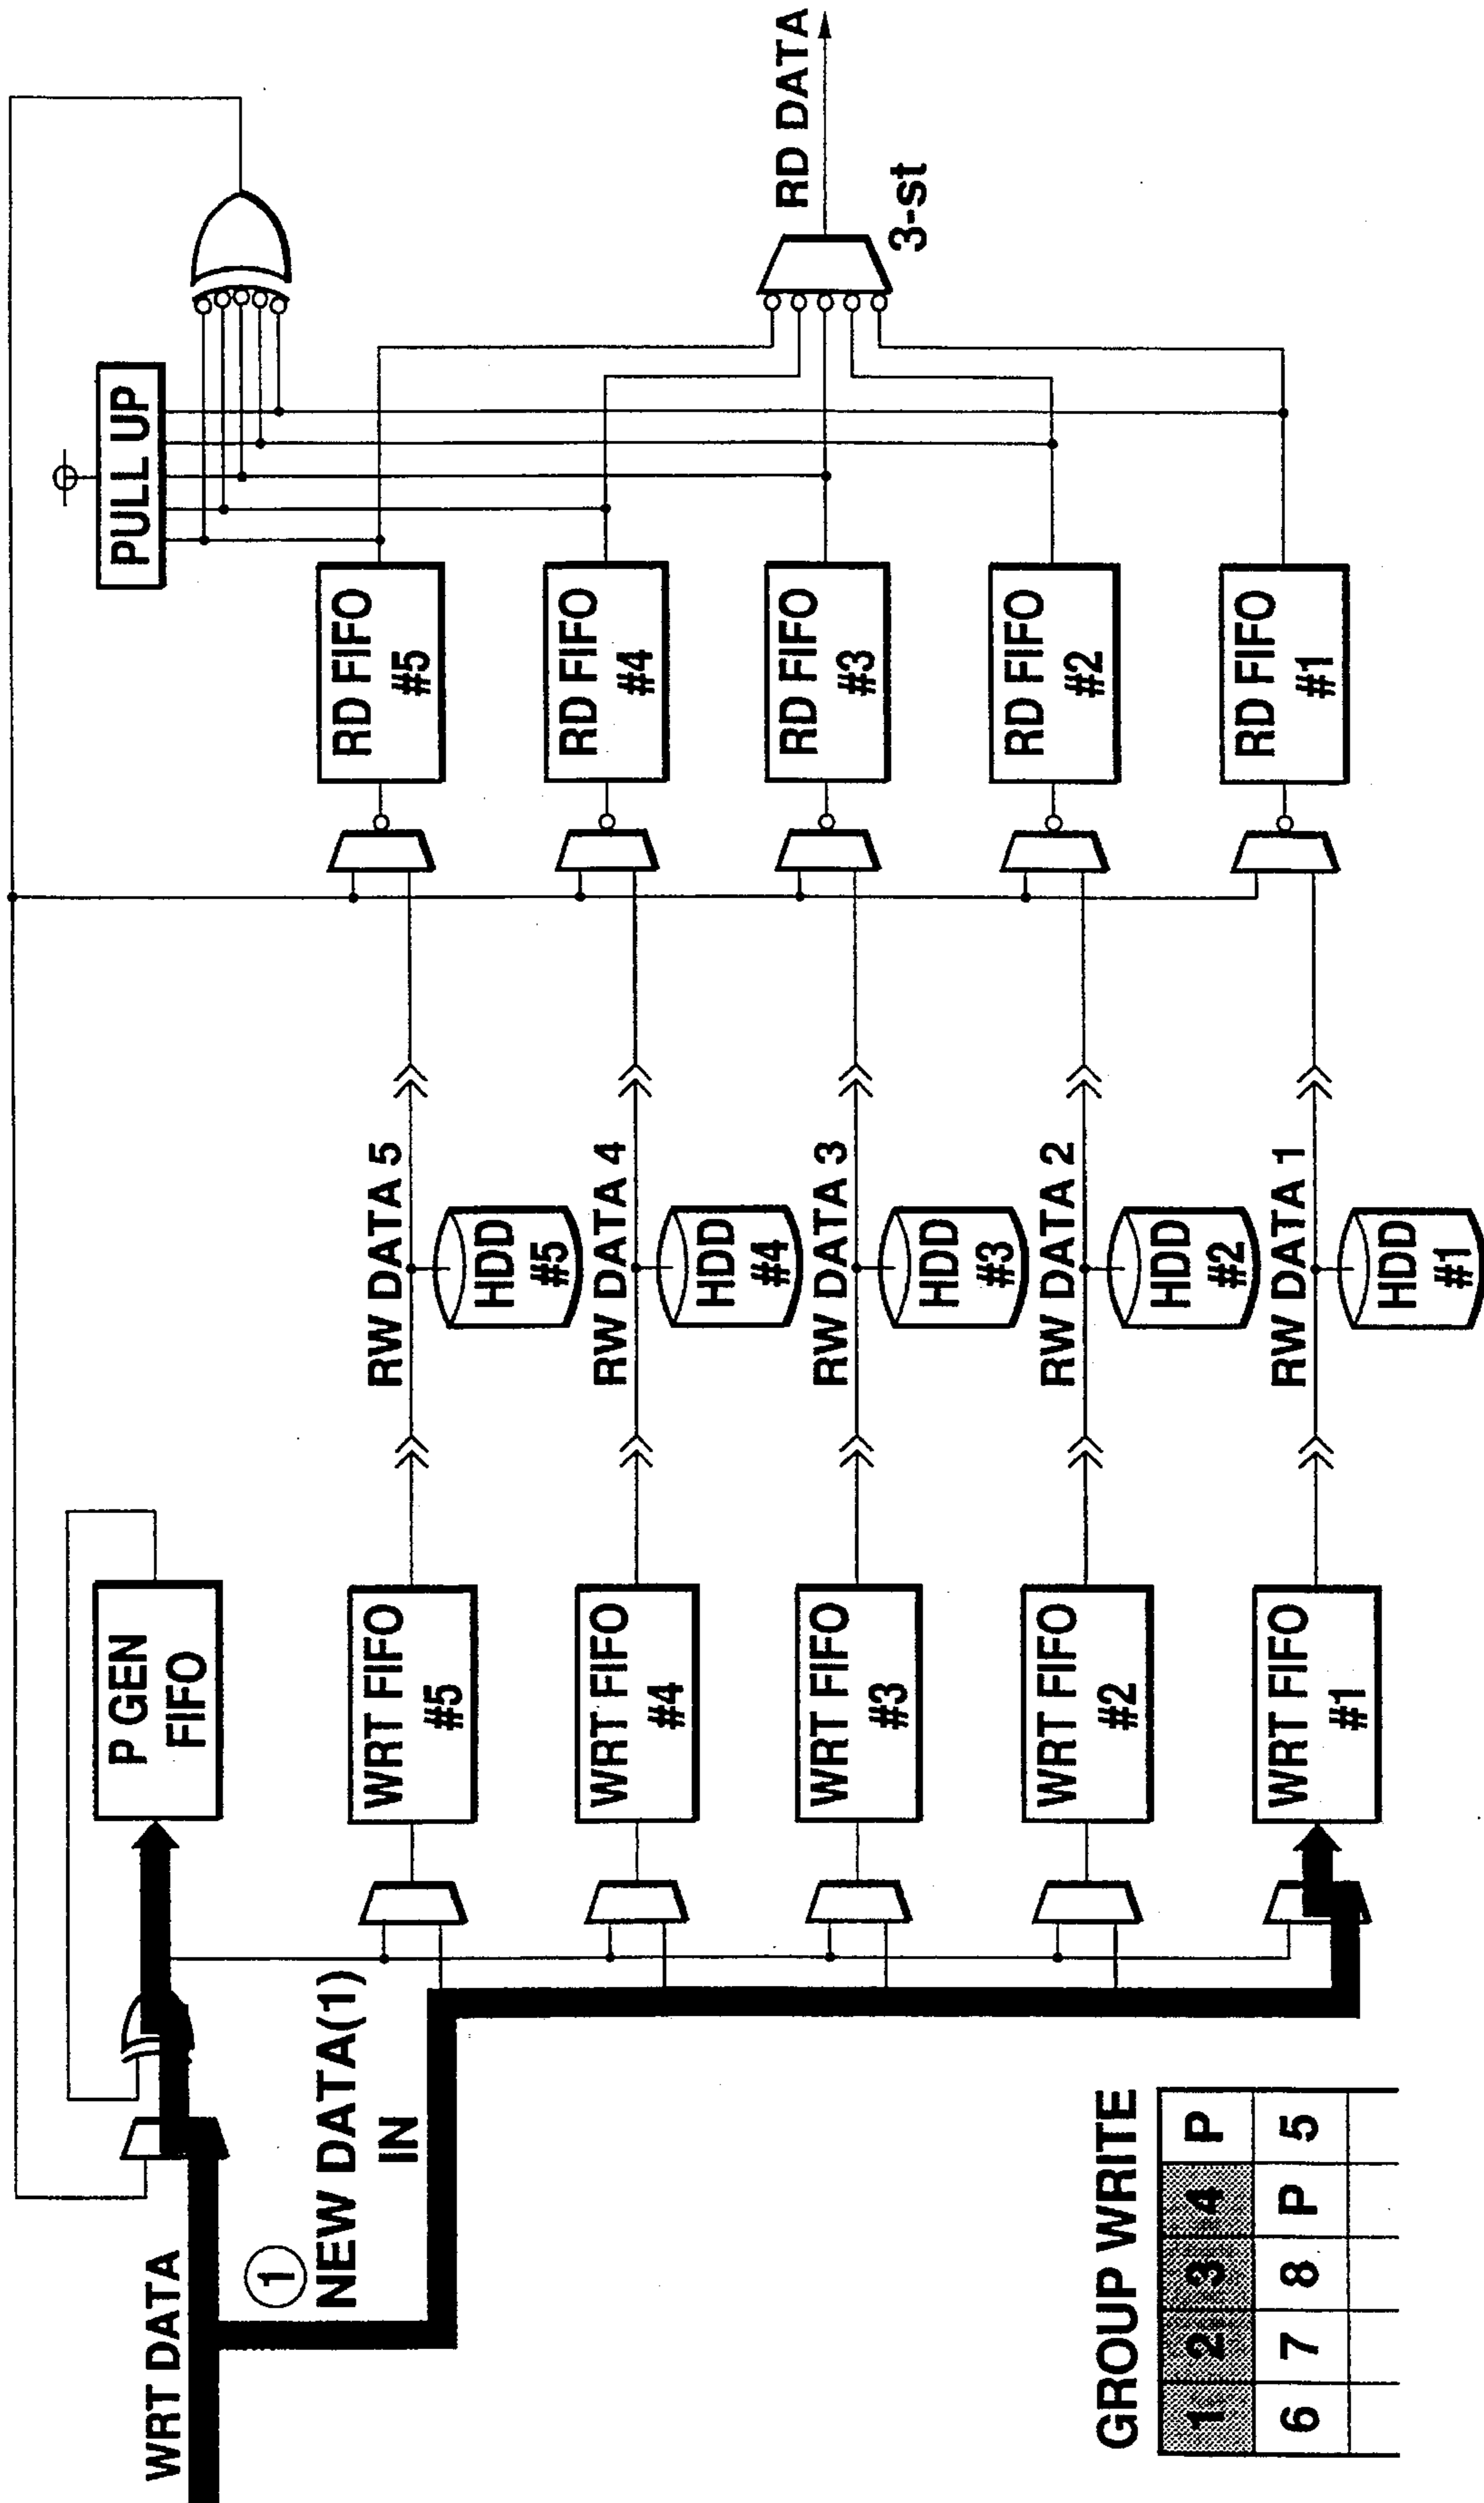 WRT DATA
1
NEW DATA(1)
IN
P GEN
FIFO
PULL UP
WRT FIFO
#5
RW DATA 5
HDD
#5
RD FIFO
#5
WRT FIFO
#4
RW DATA 4
HDD
#4
RD FIFO
#4
RD DATA
3-st
WRT FIFO
#3
RW DATA 3
HDD
#3
RD FIFO
#3
WRT FIFO
#2
RW DATA 2
HDD
#2
RD FIFO
#2
WRT FIFO
#1
RW DATA 1
HDD
#1
RD FIFO
#1
GROUP WRITE
1 2 3 4 P
6 7 8 P 5